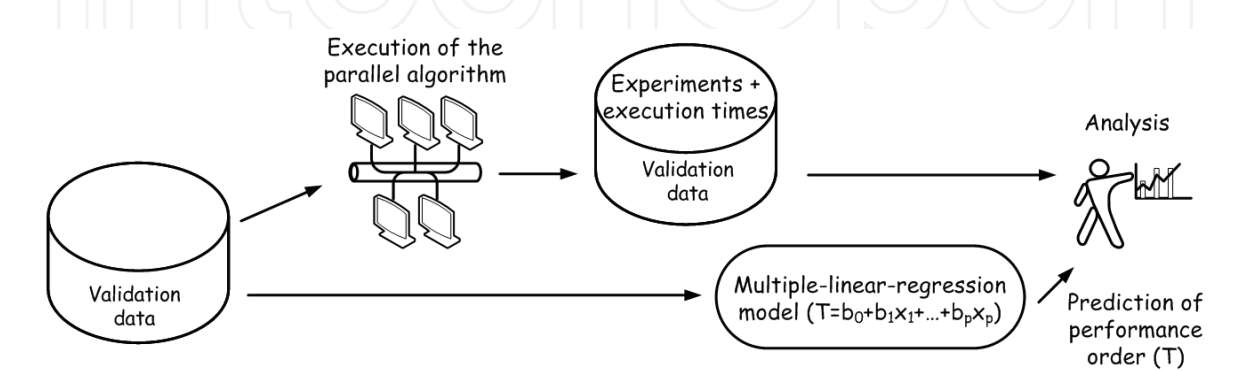 Execution of the
parallel algorithm
Experiments +
execution times
Validation
data
Analysis
Validation
data
Multiple-linear-regression
model (T=b₀+b₁x₁+...+bₚxₚ)
Prediction of
performance
order (T)